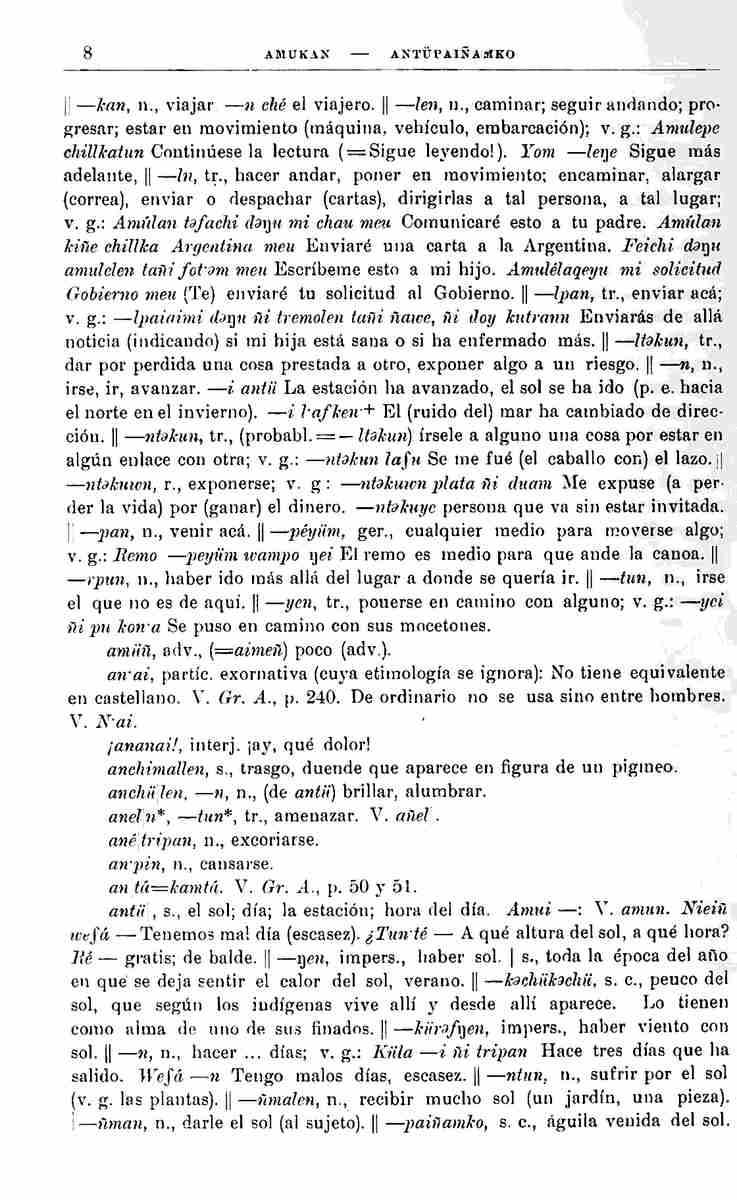 8 AMUKAN — ANTÜPAIÑAMKO
|| —kan, n., viajar —n ché el viajero. || —len, n., caminar; seguir andando; pro-
gresar; estar en movimiento (máquina, vehículo, embarcación); v. g.: Amulepe
chillkatun Continúese la lectura (=Sigue leyendo!). Yom —leŋe Sigue más
adelante, || —ln, tr., hacer andar, poner en movimiento; encaminar, alargar
(correa), enviar o despachar (cartas), dirigirlas a tal persona, a tal lugar;
v. g.: Amúlan təfachi dəŋu mi chau meu Comunicaré esto a tu padre. Amúlan
kiñe chillka Argentina meu Enviaré una carta a la Argentina. Feichi dəŋu
amulelen tañi fot·əm meu Escríbeme esto a mi hijo. Amulélaqeyu mi solicitud
Gobierno meu (Te) enviaré tu solicitud al Gobierno. || —lpan, tr., enviar acá;
v. g.: —lpaiaimi dəŋu ñi tremolen tañi ñawe, ñi doy kutrann Enviarás de allá
noticia (indicando) si mi hija está sana o si ha enfermado más. || —ltəkun, tr.,
dar por perdida una cosa prestada a otro, exponer algo a un riesgo. || —n, n.,
irse, ir, avanzar. —i antü La estación ha avanzado, el sol se ha ido (p. e. hacia
el norte en el invierno). —i l·afken·+ El (ruido del) mar ha cambiado de direc-
ción. || —ntəkun, tr., (probabl. = — ltəkun) írsele a alguno una cosa por estar en
algún enlace con otra; v. g.: —ntəkun lasu Se me fué (el caballo con) el lazo. ||
—ntəkuwn, r., exponerse; v. g : —ntəkuwn plata ñi duam Me expuse (a per-
der la vida) por (ganar) el dinero. —ntəkuye persona que va sin estar invitada.
|| —pan, n., venir acá. || —péyüm, ger., cualquier medio para moverse algo;
v. g.: Remo —peyüm wampo ŋei El remo es medio para que ande la canoa. ||
—rpun, n., haber ido más allá del lugar a donde se quería ir. || —tun, n., irse
el que no es de aquí. || —yen, tr., ponerse en camino con alguno; v. g.: —yei
ñi pu kon·a Se puso en camino con sus mocetones.
amüñ, adv., (=aimeñ) poco (adv.).
an·ai, partíc. exornativa (cuya etimología se ignora): No tiene equivalente
en castellano. V. Gr. A., p. 240. De ordinario no se usa sino entre hombres.
V. N·ai.
¡ananai!, interj. ¡ay, qué dolor!
anchimallen, s., trasgo, duende que aparece en figura de un pigmeo.
anchü len, —n, n., (de antü) brillar, alumbrar.
anel n*, —tun*, tr., amenazar. V. añel .
ané tripan, n., excoriarse.
an·pin, n., cansarse.
an tá=kamtá. V. Gr. A., p. 50 y 51.
antü , s., el sol; día; la estación; hora del día. Amui —: V. amun. Nieiñ
wefá — Tenemos mal día (escasez). ¿Tun·té — A qué altura del sol, a qué hora?
Ré — gratis; de balde. || —ŋen, impers., haber sol. | s., toda la época del año
en que se deja sentir el calor del sol, verano. || —kəchükəchü, s. c., peuco del
sol, que según los indígenas vive allí y desde allí aparece. Lo tienen
como alma de uno de sus finados. || —kürəfŋen, impers., haber viento con
sol. || —n, n., hacer ... días; v. g.: Küla —i ñi tripan Hace tres días que ha
salido. Wefá —n Tengo malos días, escasez. || —ntun, n., sufrir por el sol
(v. g. las plantas). || —ümalen, n., recibir mucho sol (un jardín, una pieza).
| —üman, n., darle el sol (al sujeto). || —paiñamko, s. c., águila venida del sol.